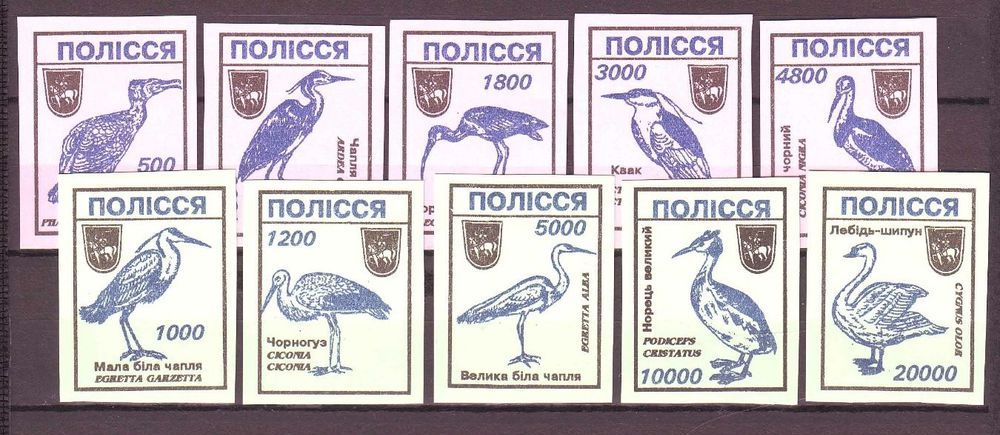 ПОЛІССЯ
500
ПОЛІССЯ
Чапля
ARDEA
ПОЛІССЯ
1800
3000
Квак
ПОЛІССЯ
4800
чорний
CICONIA NIGRA
ПОЛІССЯ
1000
Мала біла чапля
EGRETTA GARZETTA
ПОЛІССЯ
1200
Чорногуз
CICONIA
CICONIA
ПОЛІССЯ
5000
EGRETTA ALBA
Велика біла чапля
ПОЛІССЯ
Норець великий
PODICEPS
CRISTATUS
10000
ПОЛІССЯ
Лебідь-шипун
CYGNUS OLOR
20000